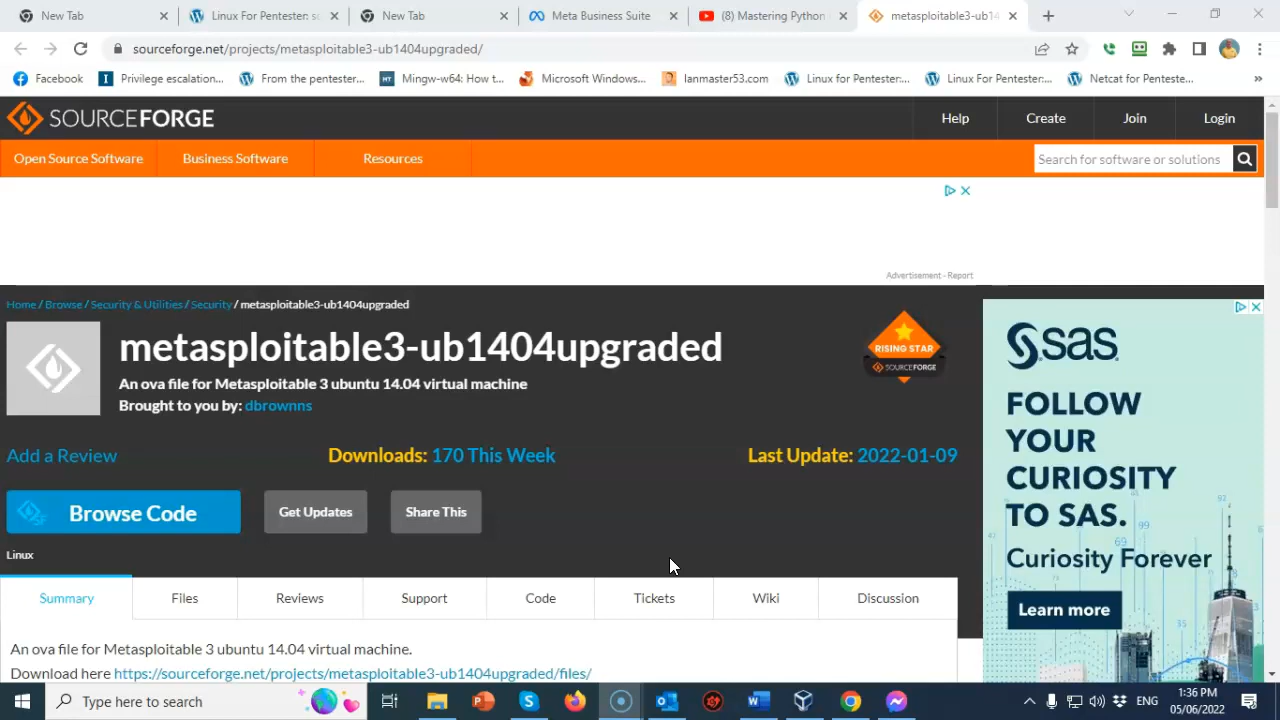 New Tab
Linux For Pentester: s
New Tab
Meta Business Suite
(8) Mastering Python
metasploitable3-ub14
sourceforge.net/projects/metasploitable3-ub1404upgraded/
Facebook
Privilege escalation...
From the pentester...
Mingw-w64: How t...
Microsoft Windows...
lanmaster53.com
Linux for Pentester:...
Linux For Pentester:...
Netcat for Penteste...
»
SOURCEFORGE
Help
Create
Join
Login
Open Source Software
Business Software
Resources
Search for software or solutions
Advertisement - Report
Home / Browse / Security & Utilities / Security / metasploitable3-ub1404upgraded
metasploitable3-ub1404upgraded
An ova file for Metasploitable 3 ubuntu 14.04 virtual machine
Brought to you by: dbrownns
RISING STAR
SOURCEFORGE
Add a Review
Downloads: 170 This Week
Last Update: 2022-01-09
Browse Code
Get Updates
Share This
Linux
Summary
Files
Reviews
Support
Code
Tickets
Wiki
Discussion
An ova file for Metasploitable 3 ubuntu 14.04 virtual machine.
Download here https://sourceforge.net/projects/metasploitable3-ub1404upgraded/files/
sas
FOLLOW
YOUR
CURIOSITY
TO SAS.
Curiosity Forever
Learn more
Type here to search
ENG
1:36 PM
05/06/2022